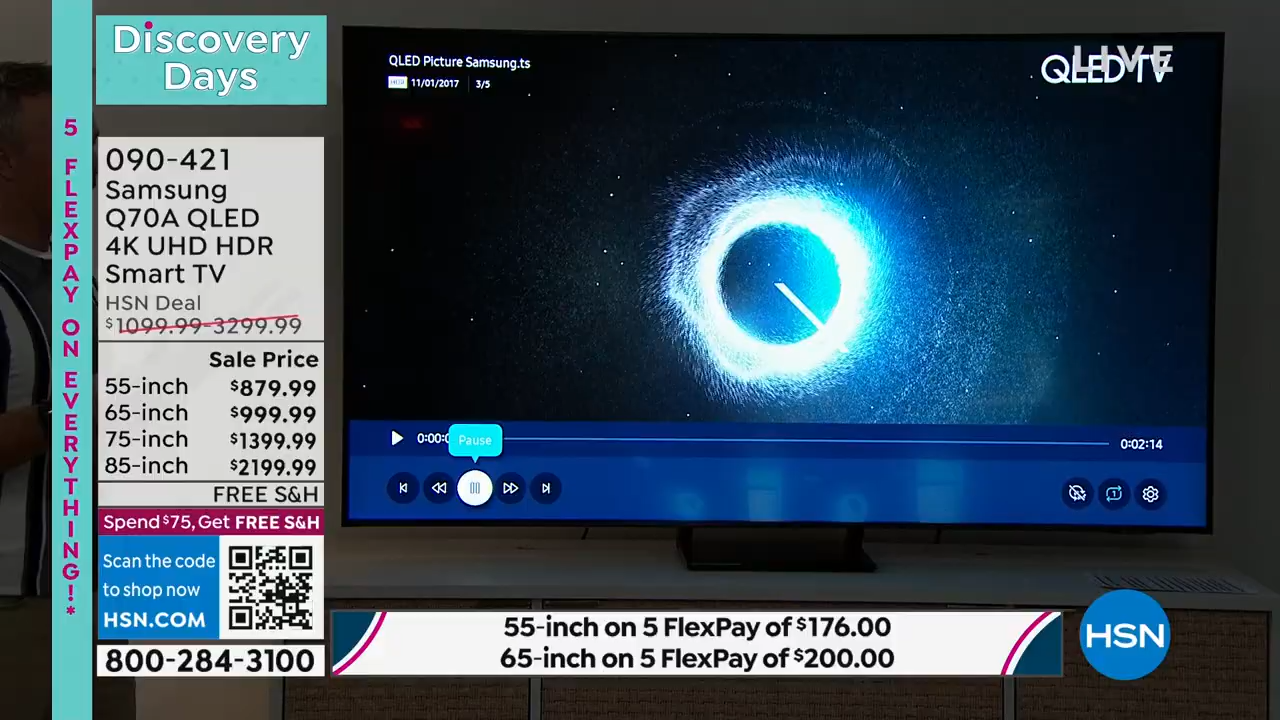 Discovery
Days
5 FLEXPAY ON EVERYTHING!*
090-421
Samsung
Q70A QLED
4K UHD HDR
Smart TV
HSN Deal
$1099.99-3299.99
Sale Price
55-inch $879.99
65-inch $999.99
75-inch $1399.99
85-inch $2199.99
FREE S&H
Spend $75, Get FREE S&H
Scan the code
to shop now
HSN.COM
800-284-3100
QLED Picture Samsung.ts
HDR 11/01/2017 3/5
LIVE
QLED TV
Pause
0:02:14
55-inch on 5 FlexPay of $176.00
65-inch on 5 FlexPay of $200.00
HSN